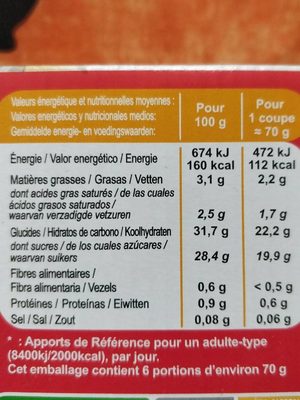 Valeurs énergétique et nutritionnelles moyennes :
Valores energéticos y nutricionales medios:
Gemiddelde energie- en voedingswaarden:
Pour 100 g
Pour 1 coupe ≈ 70 g
Énergie / Valor energético / Energie 674 kJ 472 kJ
160 kcal 112 kcal
Matières grasses / Grasas / Vetten 3,1 g 2,2 g
dont acides gras saturés / de las cuales
ácidos grasos saturados /
waarvan verzadigde vetzuren 2,5 g 1,7 g
Glucides / Hidratos de carbono / Koolhydraten 31,7 g 22,2 g
dont sucres / de los cuales azúcares /
waarvan suikers 28,4 g 19,9 g
Fibres alimentaires /
Fibra alimentaria / Vezels 0,6 g < 0,5 g
Protéines / Proteínas / Eiwitten 0,9 g 0,6 g
Sel / Sal / Zout 0,08 g 0,06 g
* : Apports de Référence pour un adulte-type
(8400kj/2000kcal), par jour.
Cet emballage contient 6 portions d'environ 70 g